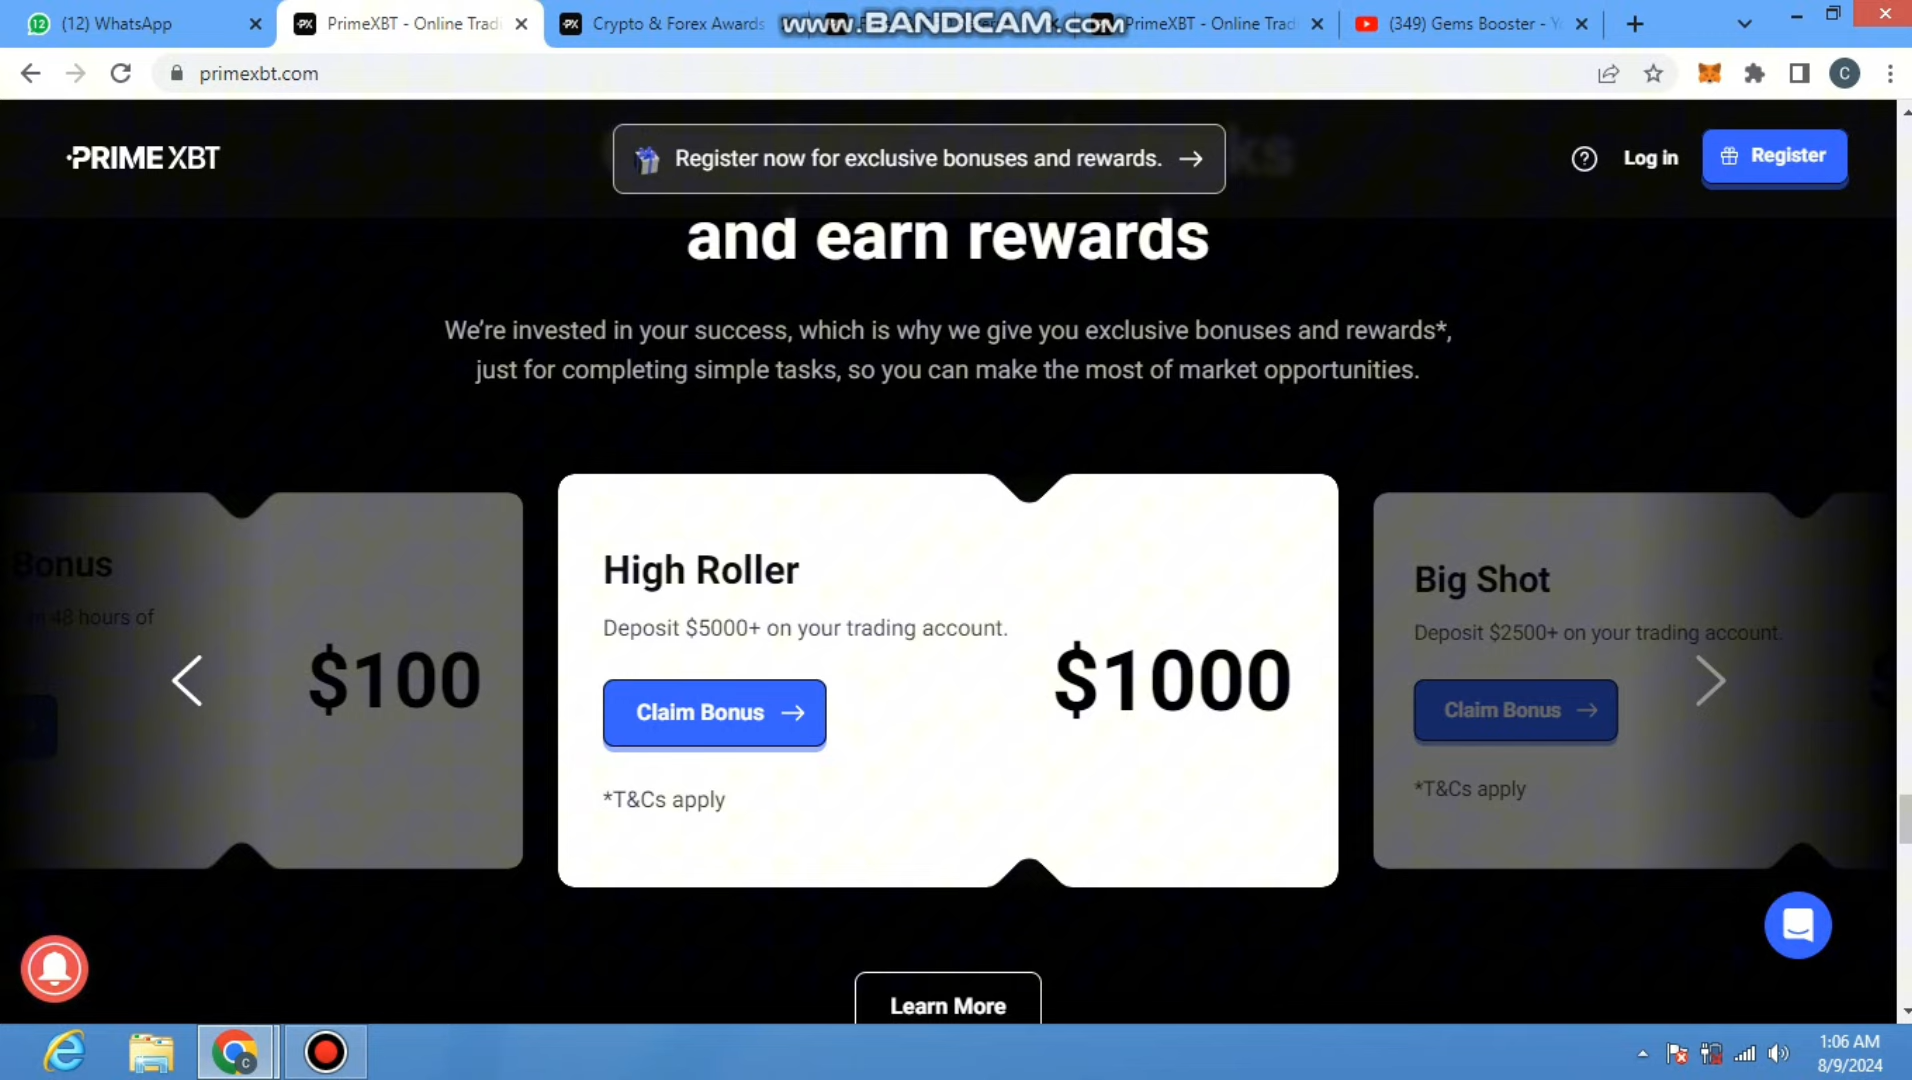 (12) WhatsApp
PrimeXBT - Online Tradi
Crypto & Forex Awards
www.BANDICAM.com
PrimeXBT - Online Tradi
(349) Gems Booster - Y
primexbt.com
C
PRIME XBT
Register now for exclusive bonuses and rewards. →
? Log in
Register
ks
and earn rewards
We're invested in your success, which is why we give you exclusive bonuses and rewards*,
just for completing simple tasks, so you can make the most of market opportunities.
Bonus
48 hours of
$100
High Roller
Deposit $5000+ on your trading account.
Claim Bonus →
$1000
*T&Cs apply
Big Shot
Deposit $2500+ on your trading account.
Claim Bonus →
*T&Cs apply
Learn More
1:06 AM
8/9/2024